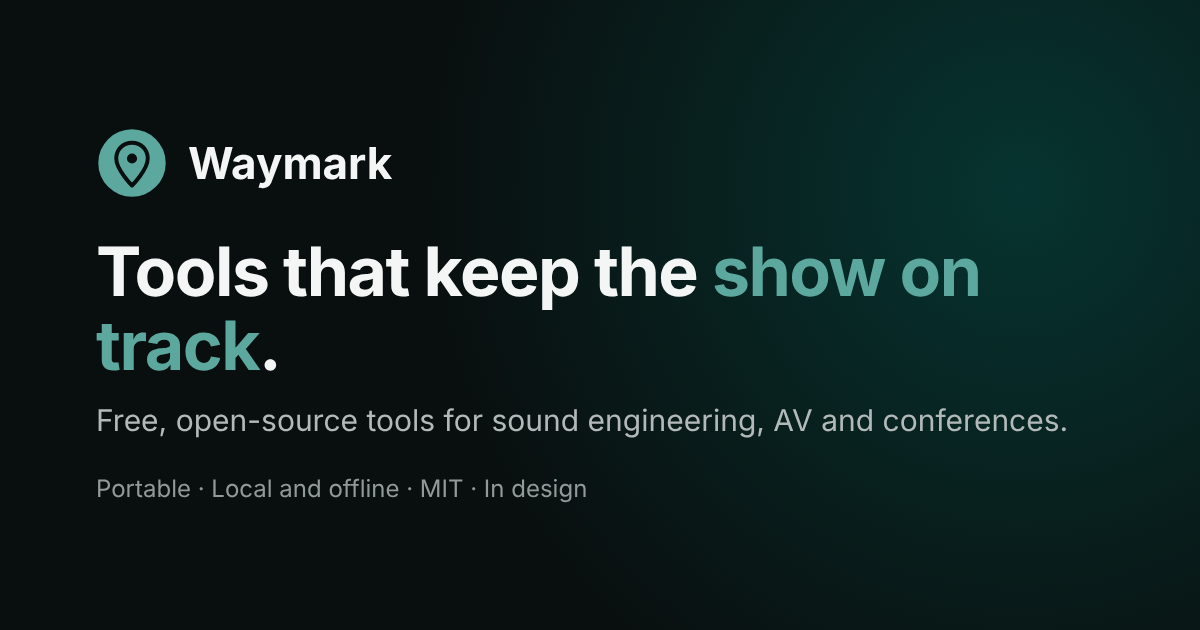 Waymark
Tools that keep the show on
track.
Free, open-source tools for sound engineering, AV and conferences.
Portable · Local and offline · MIT · In design